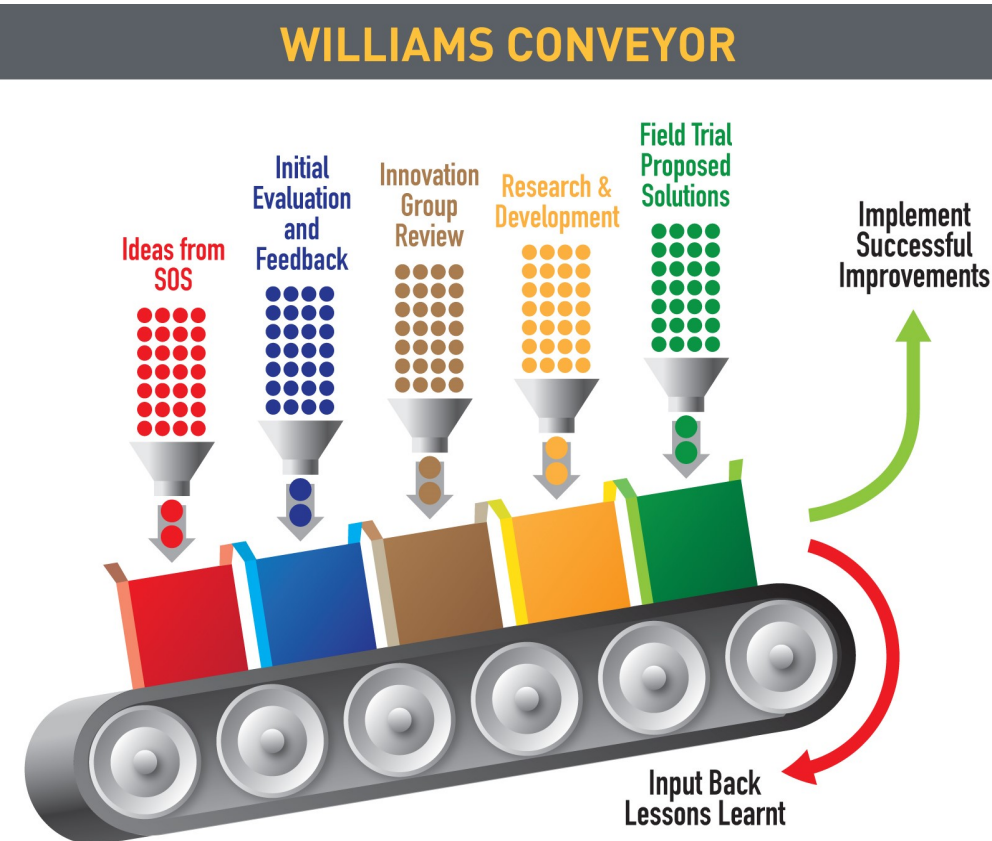 WILLIAMS CONVEYOR
Ideas from
SOS
Initial
Evaluation
and
Feedback
Innovation
Group
Review
Research &
Development
Field Trial
Proposed
Solutions
Implement
Successful
Improvements
Input Back
Lessons Learnt